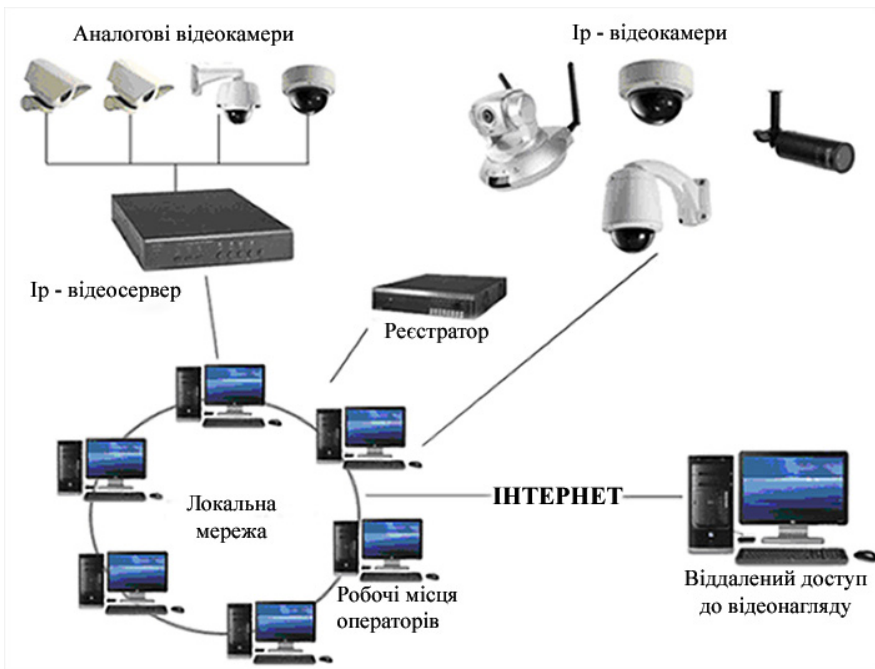 Аналогові відеокамери
Ip - відеокамери
Ip - відеосервер
Реєстратор
Локальна
мережа
ІНТЕРНЕТ
Робочі місця
операторів
Віддалений доступ
до відеонагляду